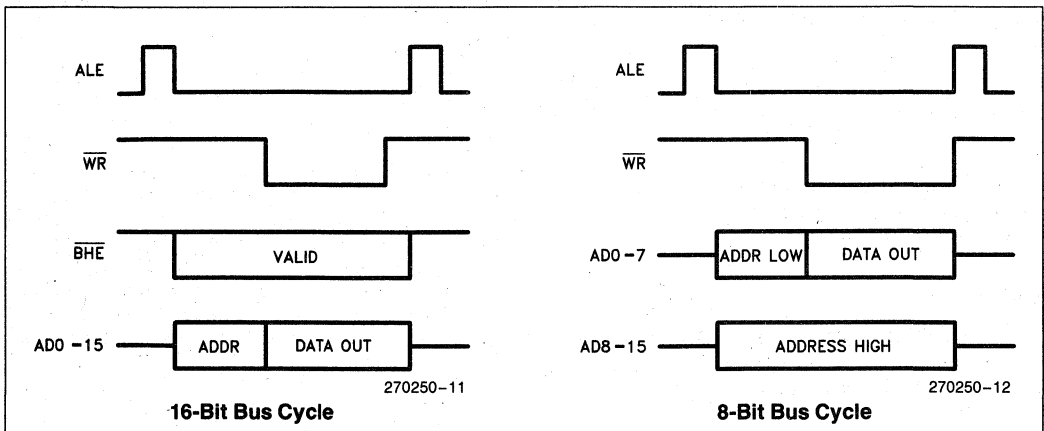 ALE
WR
BHE
VALID
AD0-15
ADDR
DATA OUT
270250-11
16-Bit Bus Cycle
ALE
WR
AD0-7
ADDR LOW
DATA OUT
AD8-15
ADDRESS HIGH
270250-12
8-Bit Bus Cycle